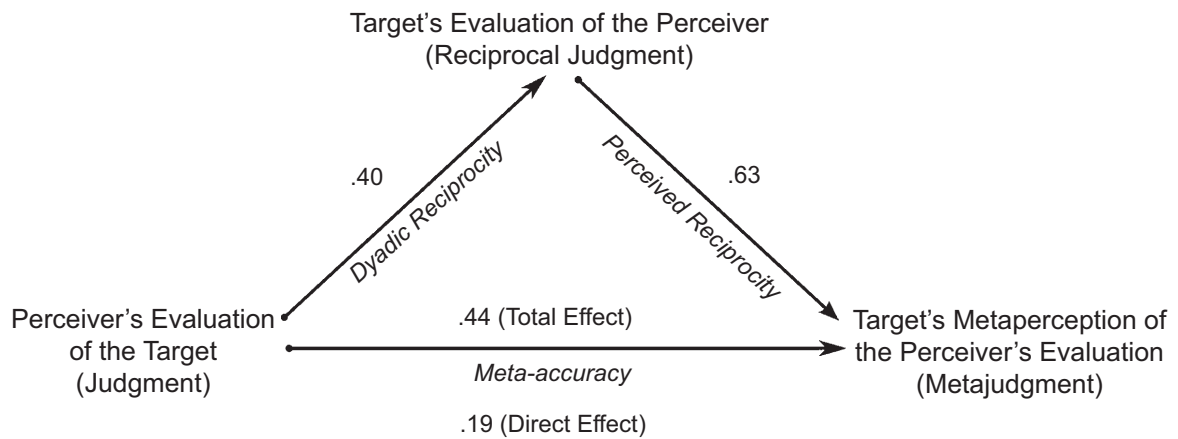 Target's Evaluation of the Perceiver
(Reciprocal Judgment)
.40
Dyadic Reciprocity
Perceived Reciprocity
.63
Perceiver's Evaluation
of the Target
(Judgment)
.44 (Total Effect)
Meta-accuracy
.19 (Direct Effect)
Target's Metaperception of
the Perceiver's Evaluation
(Metajudgment)